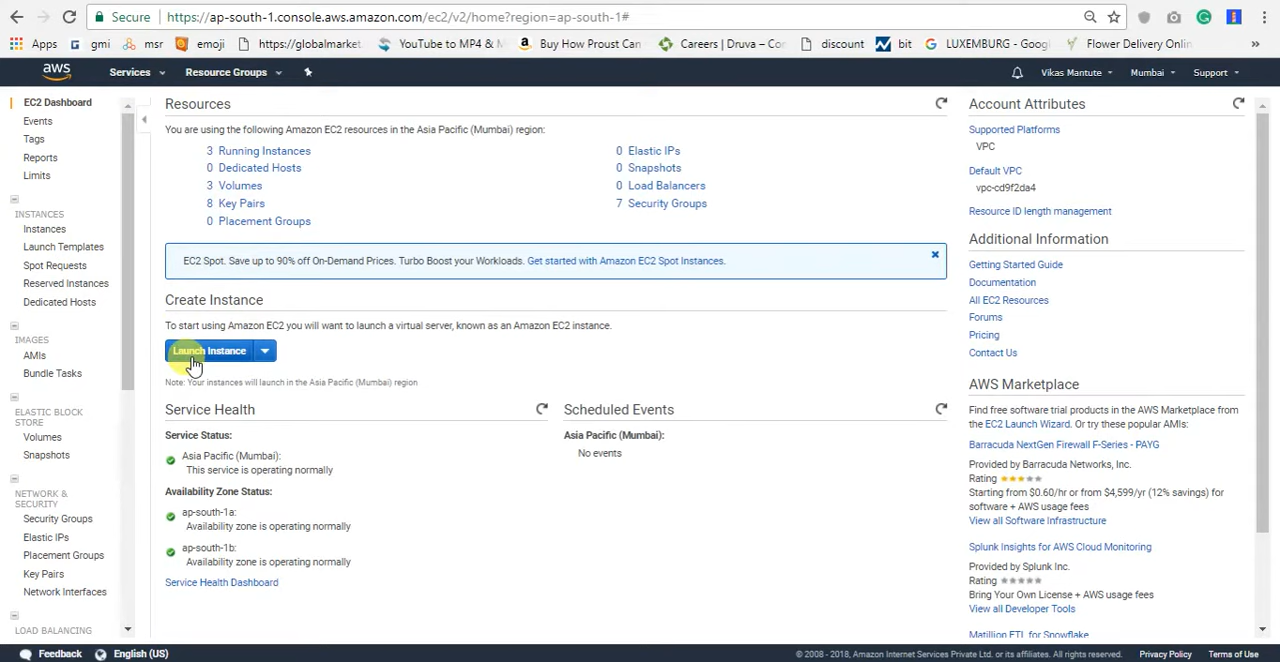 Secure https://ap-south-1.console.aws.amazon.com/ec2/v2/home?region=ap-south-1#
Apps gmi msr emoji https://globalmarket. YouTube to MP4 & M Buy How Proust Can Careers | Druva – Co discount bit LUXEMBURG - Goog Flower Delivery Onlin »
aws Services Resource Groups Vikas Mantute Mumbai Support
EC2 Dashboard
Events
Tags
Reports
Limits
INSTANCES
Instances
Launch Templates
Spot Requests
Reserved Instances
Dedicated Hosts
IMAGES
AMIs
Bundle Tasks
ELASTIC BLOCK
STORE
Volumes
Snapshots
NETWORK &
SECURITY
Security Groups
Elastic IPs
Placement Groups
Key Pairs
Network Interfaces
LOAD BALANCING
Resources
You are using the following Amazon EC2 resources in the Asia Pacific (Mumbai) region:
3 Running Instances
0 Dedicated Hosts
3 Volumes
8 Key Pairs
0 Placement Groups
0 Elastic IPs
0 Snapshots
0 Load Balancers
7 Security Groups
EC2 Spot. Save up to 90% off On-Demand Prices. Turbo Boost your Workloads. Get started with Amazon EC2 Spot Instances.
Create Instance
To start using Amazon EC2 you will want to launch a virtual server, known as an Amazon EC2 instance.
Launch Instance
Note: Your instances will launch in the Asia Pacific (Mumbai) region
Service Health
Service Status:
Asia Pacific (Mumbai):
This service is operating normally
Availability Zone Status:
ap-south-1a:
Availability zone is operating normally
ap-south-1b:
Availability zone is operating normally
Service Health Dashboard
Scheduled Events
Asia Pacific (Mumbai):
No events
Account Attributes
Supported Platforms
VPC
Default VPC
vpc-cd9f2da4
Resource ID length management
Additional Information
Getting Started Guide
Documentation
All EC2 Resources
Forums
Pricing
Contact Us
AWS Marketplace
Find free software trial products in the AWS Marketplace from
the EC2 Launch Wizard. Or try these popular AMIs:
Barracuda NextGen Firewall F-Series - PAYG
Provided by Barracuda Networks, Inc.
Rating
Starting from $0.60/hr or from $4,599/yr (12% savings) for
software + AWS usage fees
View all Software Infrastructure
Splunk Insights for AWS Cloud Monitoring
Provided by Splunk Inc.
Rating
Bring Your Own License + AWS usage fees
View all Developer Tools
Matillion ETL for Snowflake
Feedback English (US) © 2008 - 2018, Amazon Internet Services Private Ltd. or its affiliates. All rights reserved. Privacy Policy Terms of Use